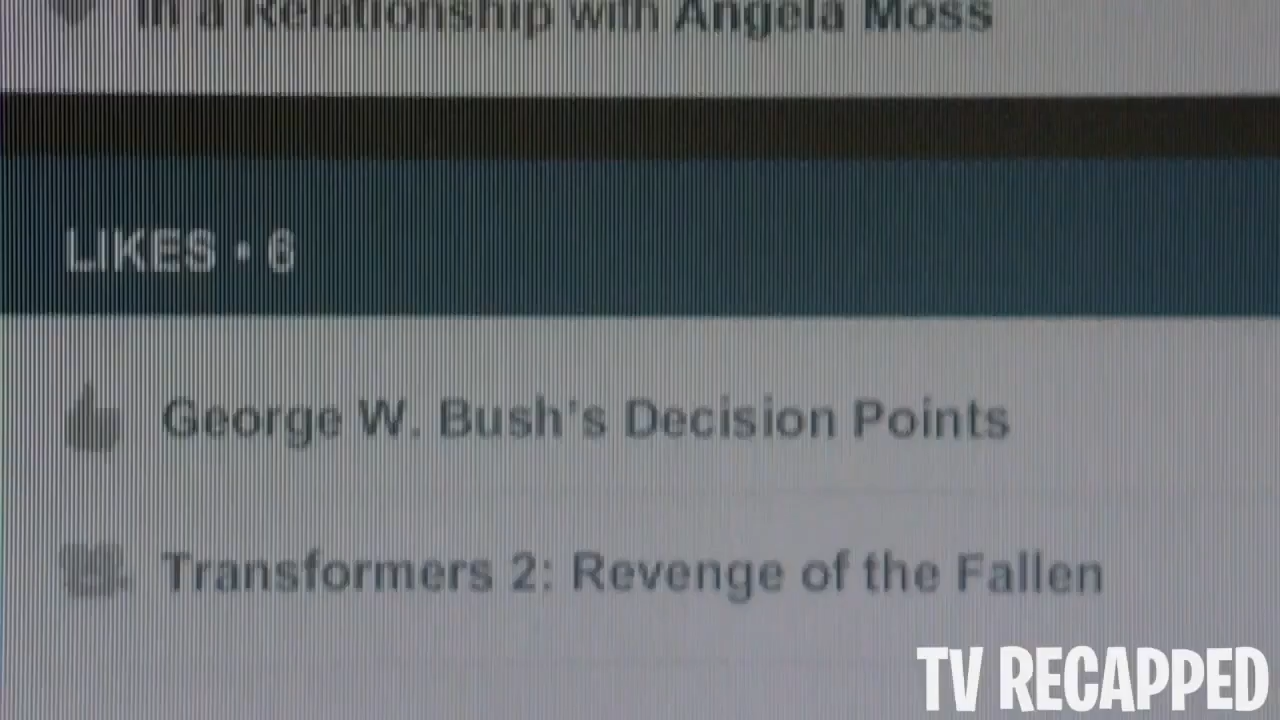 In a Relationship with Angela Moss
LIKES • 6
George W. Bush's Decision Points
Transformers 2: Revenge of the Fallen
TV RECAPPED